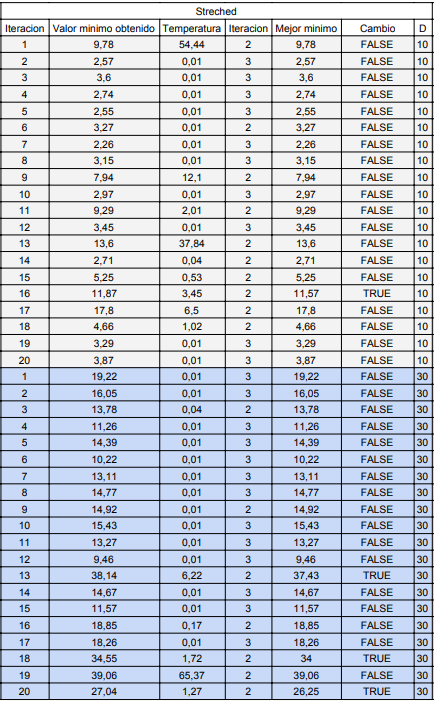 Streched
Iteracion Valor minimo obtenido Temperatura Iteracion Mejor minimo Cambio D
1 9,78 54,44 2 9,78 FALSE 10
2 2,57 0,01 3 2,57 FALSE 10
3 3,6 0,01 3 3,6 FALSE 10
4 2,74 0,01 3 2,74 FALSE 10
5 2,55 0,01 3 2,55 FALSE 10
6 3,27 0,01 2 3,27 FALSE 10
7 2,26 0,01 3 2,26 FALSE 10
8 3,15 0,01 3 3,15 FALSE 10
9 7,94 12,1 2 7,94 FALSE 10
10 2,97 0,01 3 2,97 FALSE 10
11 9,29 2,01 2 9,29 FALSE 10
12 3,45 0,01 3 3,45 FALSE 10
13 13,6 37,84 2 13,6 FALSE 10
14 2,71 0,04 2 2,71 FALSE 10
15 5,25 0,53 2 5,25 FALSE 10
16 11,87 3,45 2 11,57 TRUE 10
17 17,8 6,5 2 17,8 FALSE 10
18 4,66 1,02 2 4,66 FALSE 10
19 3,29 0,01 3 3,29 FALSE 10
20 3,87 0,01 3 3,87 FALSE 10
1 19,22 0,01 3 19,22 FALSE 30
2 16,05 0,01 3 16,05 FALSE 30
3 13,78 0,04 2 13,78 FALSE 30
4 11,26 0,01 3 11,26 FALSE 30
5 14,39 0,01 3 14,39 FALSE 30
6 10,22 0,01 3 10,22 FALSE 30
7 13,11 0,01 3 13,11 FALSE 30
8 14,77 0,01 3 14,77 FALSE 30
9 14,92 0,01 2 14,92 FALSE 30
10 15,43 0,01 3 15,43 FALSE 30
11 13,27 0,01 3 13,27 FALSE 30
12 9,46 0,01 3 9,46 FALSE 30
13 38,14 6,22 2 37,43 TRUE 30
14 14,67 0,01 3 14,67 FALSE 30
15 11,57 0,01 3 11,57 FALSE 30
16 18,85 0,17 2 18,85 FALSE 30
17 18,26 0,01 3 18,26 FALSE 30
18 34,55 1,72 2 34 TRUE 30
19 39,06 65,37 2 39,06 FALSE 30
20 27,04 1,27 2 26,25 TRUE 30